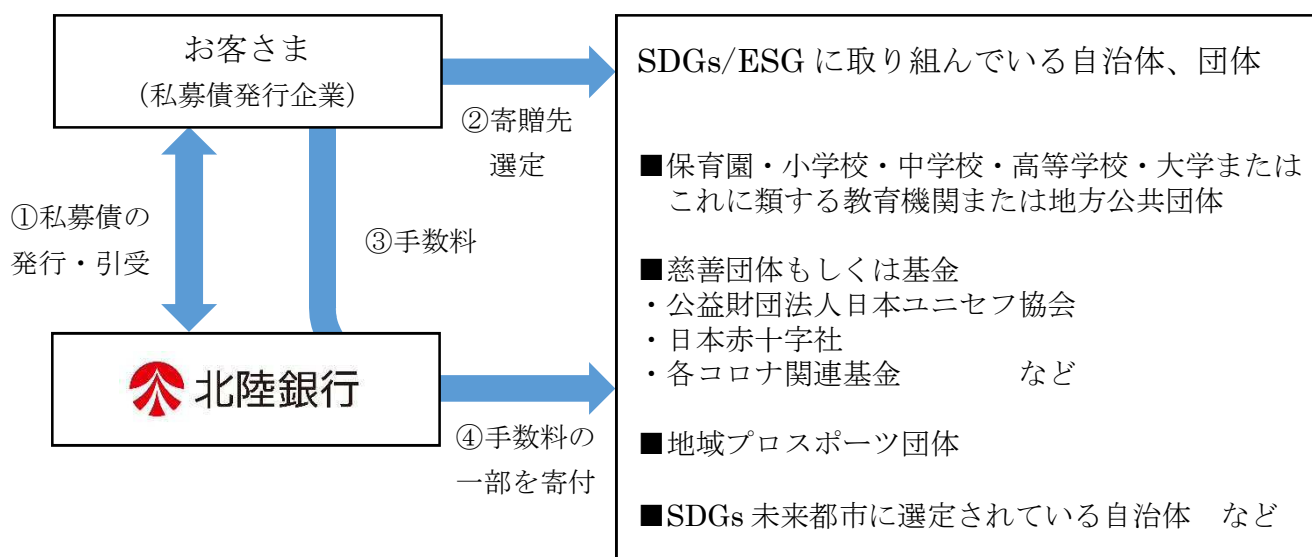 お客さま
（私募債発行企業）
①私募債の
発行・引受
②寄贈先
選定
③手数料
北陸銀行
④手数料の
一部を寄付
SDGs/ESG に取り組んでいる自治体、団体
■保育園・小学校・中学校・高等学校・大学または
これに類する教育機関または地方公共団体
■慈善団体もしくは基金
・公益財団法人日本ユニセフ協会
・日本赤十字社
・各コロナ関連基金　　　　など
■地域プロスポーツ団体
■SDGs 未来都市に選定されている自治体　など